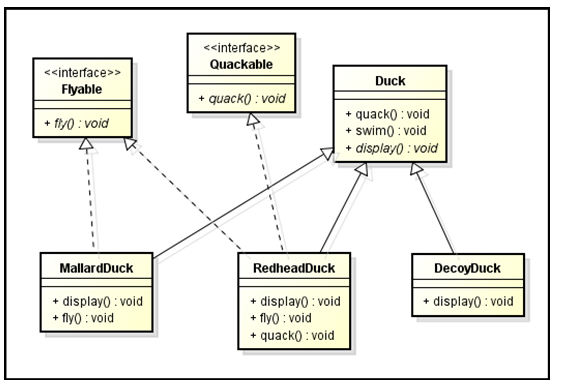 <<interface>>
Flyable
+ fly() : void
<<interface>>
Quackable
+ quack() : void
Duck
+ quack() : void
+ swim() : void
+ display() : void
MallardDuck
+ display() : void
+ fly() : void
RedheadDuck
+ display() : void
+ fly() : void
+ quack() : void
DecoyDuck
+ display() : void